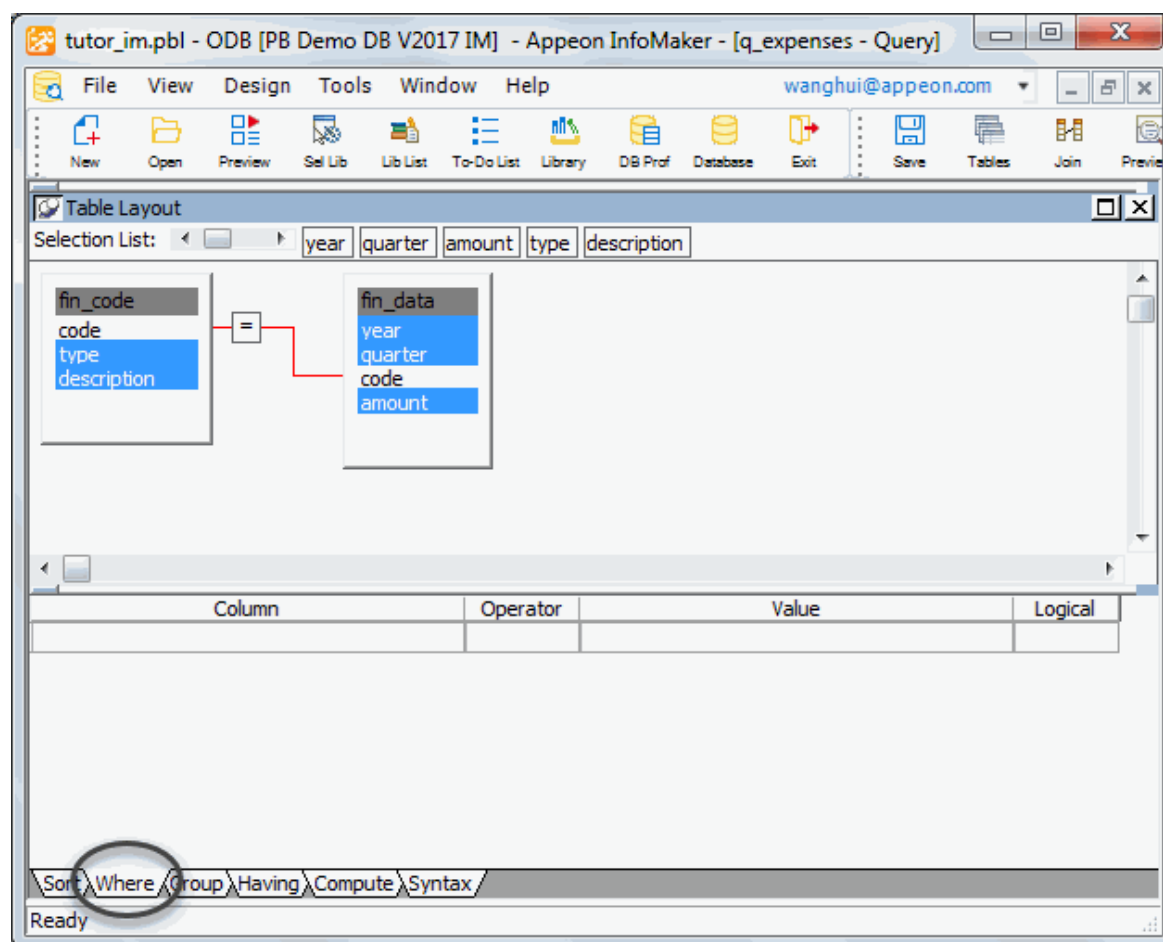 tutor_im.pbl - ODB [PB Demo DB V2017 IM] - Appeon InfoMaker - [q_expenses - Query]
File View Design Tools Window Help wanghui@appeon.com
New Open Preview Sel Lib Lib List To-Do List Library DB Prof Database Exit Save Tables Join Previe
Table Layout
Selection List: year quarter amount type description
fin_code
code
type
description
=
fin_data
year
quarter
code
amount
Column Operator Value Logical
Sort Where Group Having Compute Syntax
Ready